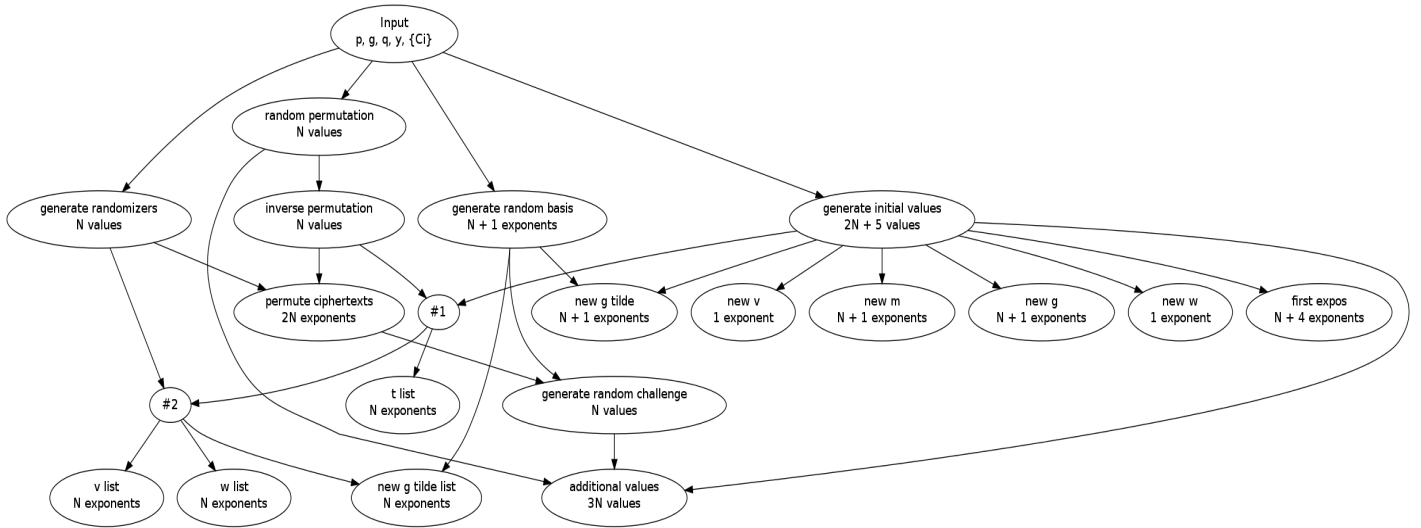 Input
p, g, q, y, {Ci}
random permutation
N values
generate randomizers
N values
inverse permutation
N values
generate random basis
N + 1 exponents
generate initial values
2N + 5 values
permute ciphertexts
2N exponents
#1
new g tilde
N + 1 exponents
new v
1 exponent
new m
N + 1 exponents
new g
N + 1 exponents
new w
1 exponent
first expos
N + 4 exponents
#2
t list
N exponents
generate random challenge
N values
v list
N exponents
w list
N exponents
new g tilde list
N exponents
additional values
3N values